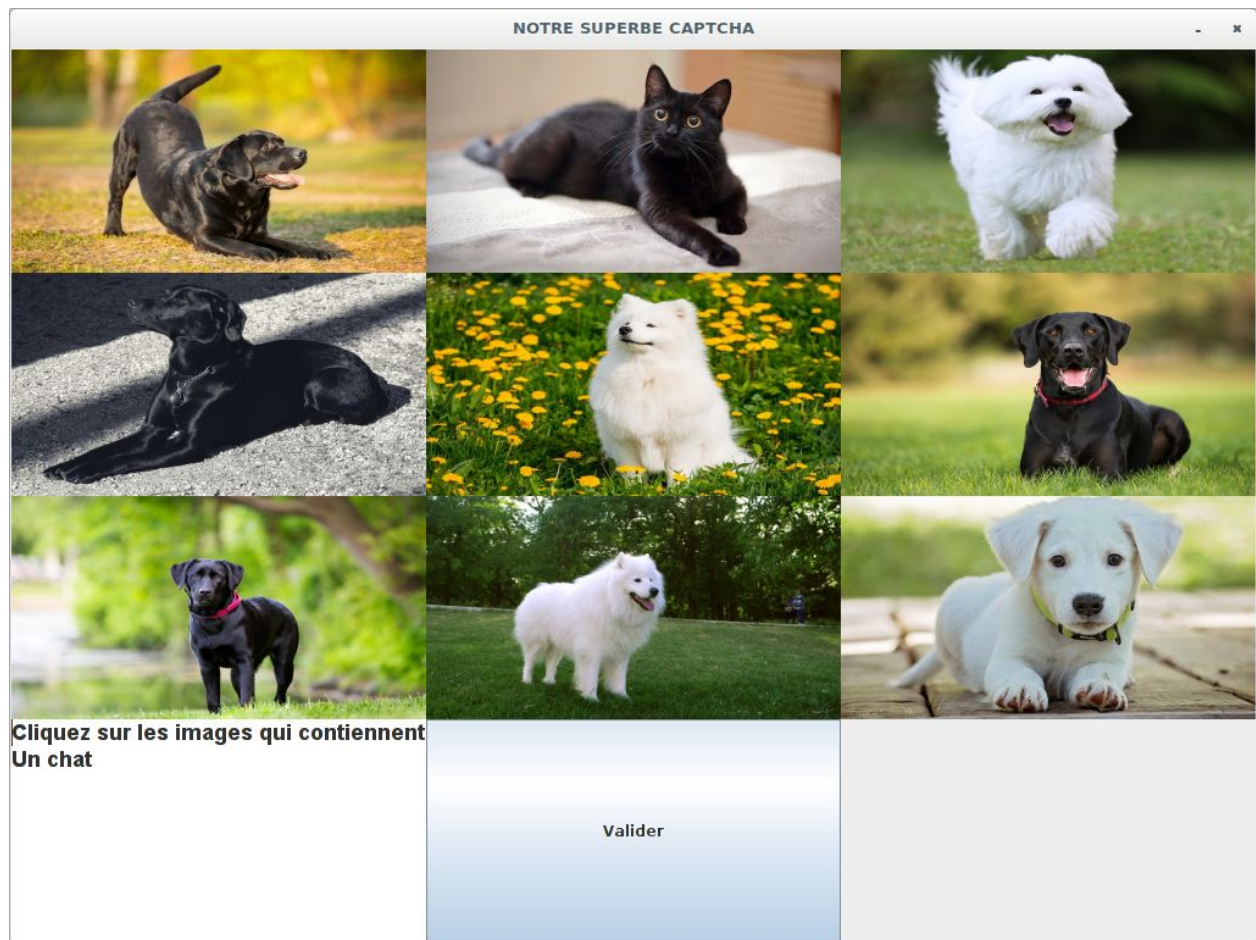 NOTRE SUPERBE CAPTCHA
Cliquez sur les images qui contiennent
Un chat
Valider